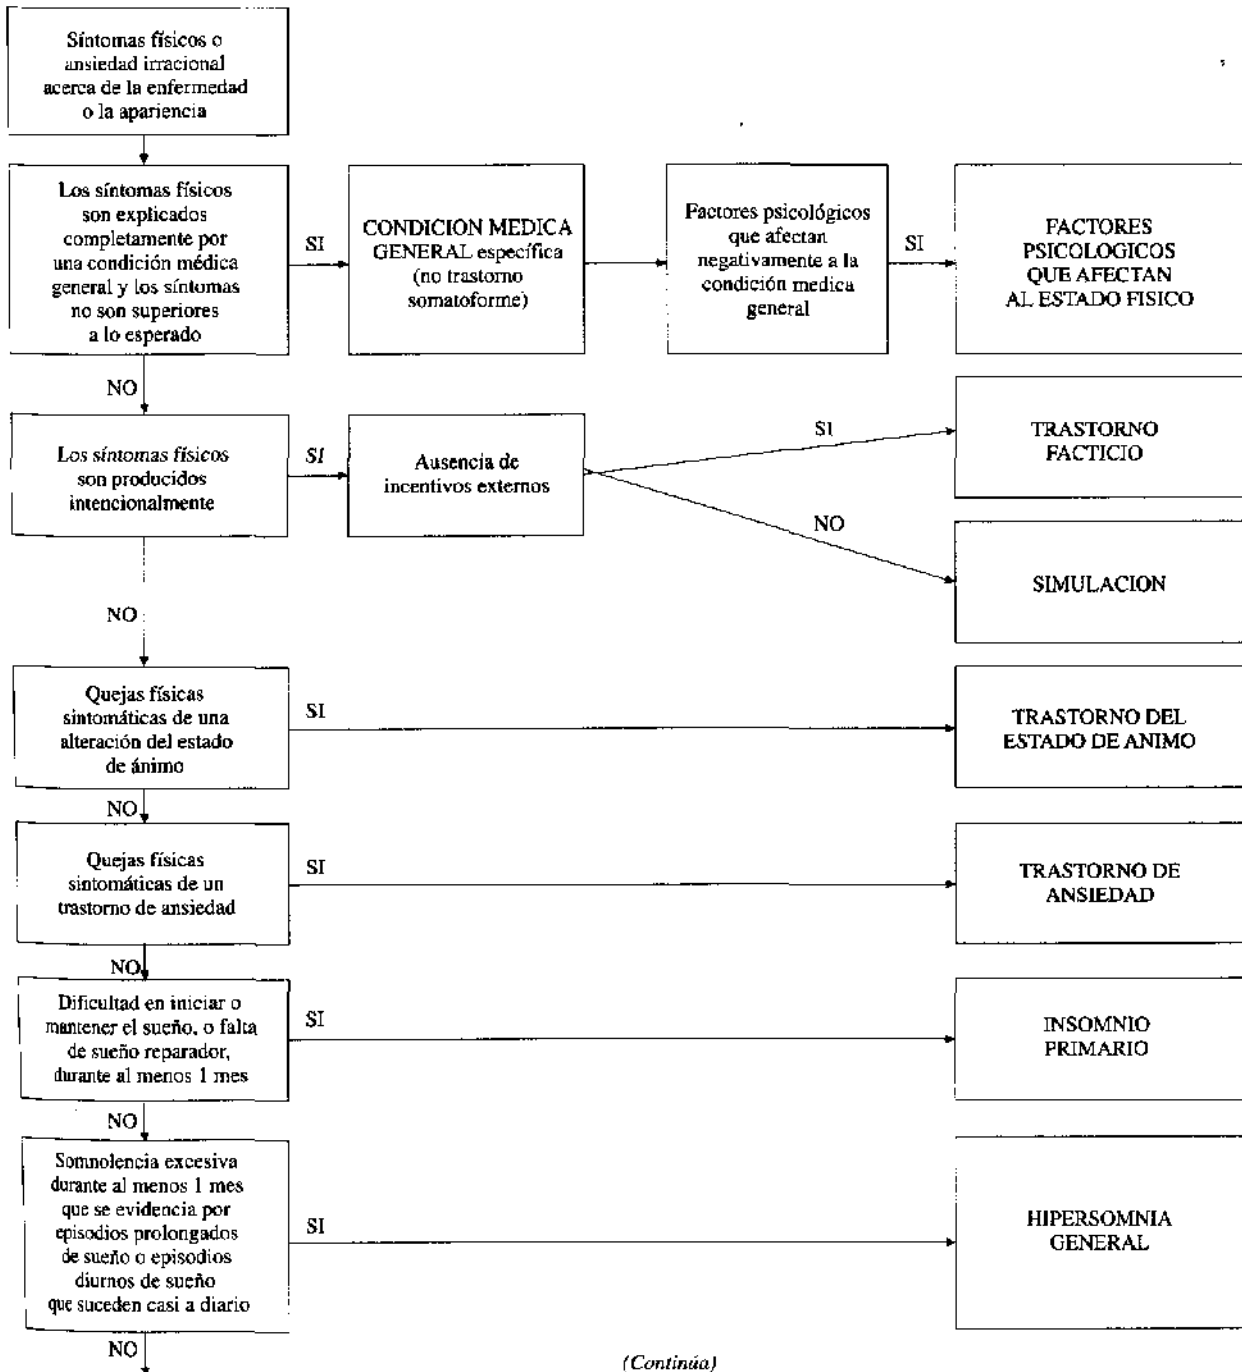 Síntomas físicos o
ansiedad irracional
acerca de la enfermedad
o la apariencia
Los síntomas físicos
son explicados
completamente por
una condición médica
general y los síntomas
no son superiores
a lo esperado
SI
CONDICION MEDICA
GENERAL específica
(no trastorno
somatoforme)
Factores psicológicos
que afectan
negativamente a la
condición medica
general
SI
FACTORES
PSICOLOGICOS
QUE AFECTAN
AL ESTADO FISICO
NO
Los síntomas físicos
son producidos
intencionalmente
SI
Ausencia de
incentivos externos
SI
TRASTORNO
FACTICIO
NO
SIMULACION
NO
Quejas físicas
sintomáticas de una
alteración del estado
de ánimo
SI
TRASTORNO DEL
ESTADO DE ANIMO
NO
Quejas físicas
sintomáticas de un
trastorno de ansiedad
SI
TRASTORNO DE
ANSIEDAD
NO
Dificultad en iniciar o
mantener el sueño, o falta
de sueño reparador,
durante al menos 1 mes
SI
INSOMNIO
PRIMARIO
NO
Somnolencia excesiva
durante al menos 1 mes
que se evidencia por
episodios prolongados
de sueño o episodios
diurnos de sueño
que suceden casi a diario
SI
HIPERSOMNIA
GENERAL
NO
(Continúa)